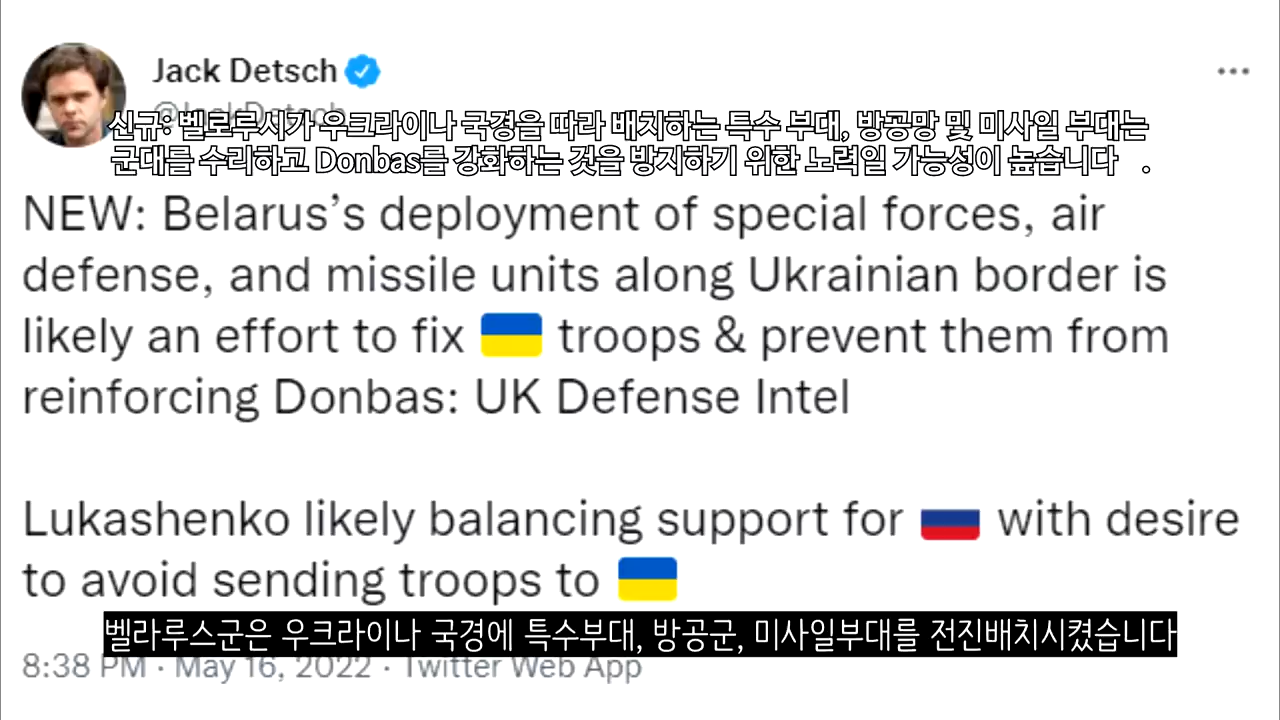 Jack Detsch
@JackDetsch
신규: 벨로루시가 우크라이나 국경을 따라 배치하는 특수 부대, 방공망 및 미사일 부대는
군대를 수리하고 Donbas를 강화하는 것을 방지하기 위한 노력일 가능성이 높습니다 .
NEW: Belarus’s deployment of special forces, air
defense, and missile units along Ukrainian border is
likely an effort to fix 🇺🇦 troops & prevent them from
reinforcing Donbas: UK Defense Intel
Lukashenko likely balancing support for 🇷🇺 with desire
to avoid sending troops to 🇺🇦
벨라루스군은 우크라이나 국경에 특수부대, 방공군, 미사일부대를 전진배치시켰습니다
8:38 PM · May 16, 2022 · Twitter Web App